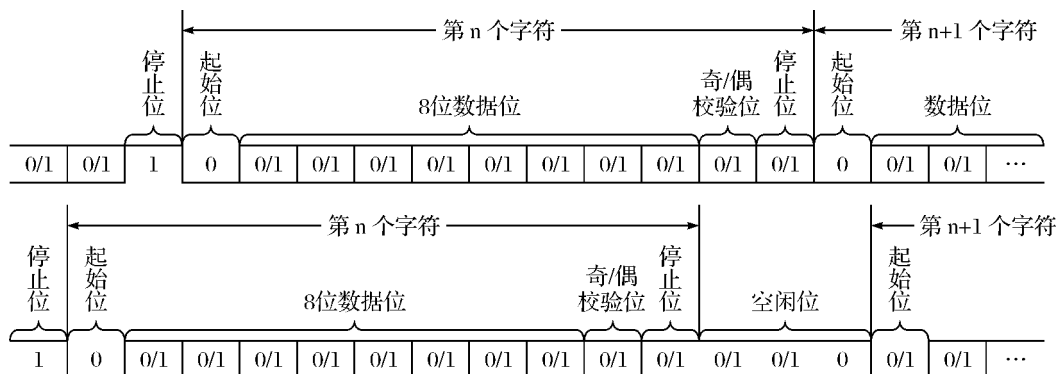 第 n 个字符
第 n+1 个字符
停止位
起始位
8位数据位
奇/偶校验位
停止位
起始位
数据位
0/1 0/1 1 0 0/1 0/1 0/1 0/1 0/1 0/1 0/1 0/1 0/1 0/1 0 0/1 0/1 …
第 n 个字符
第 n+1 个字符
停止位
起始位
8位数据位
奇/偶校验位
停止位
空闲位
起始位
1 0 0/1 0/1 0/1 0/1 0/1 0/1 0/1 0/1 0/1 0/1 0/1 0/1 0 0/1 0/1 …